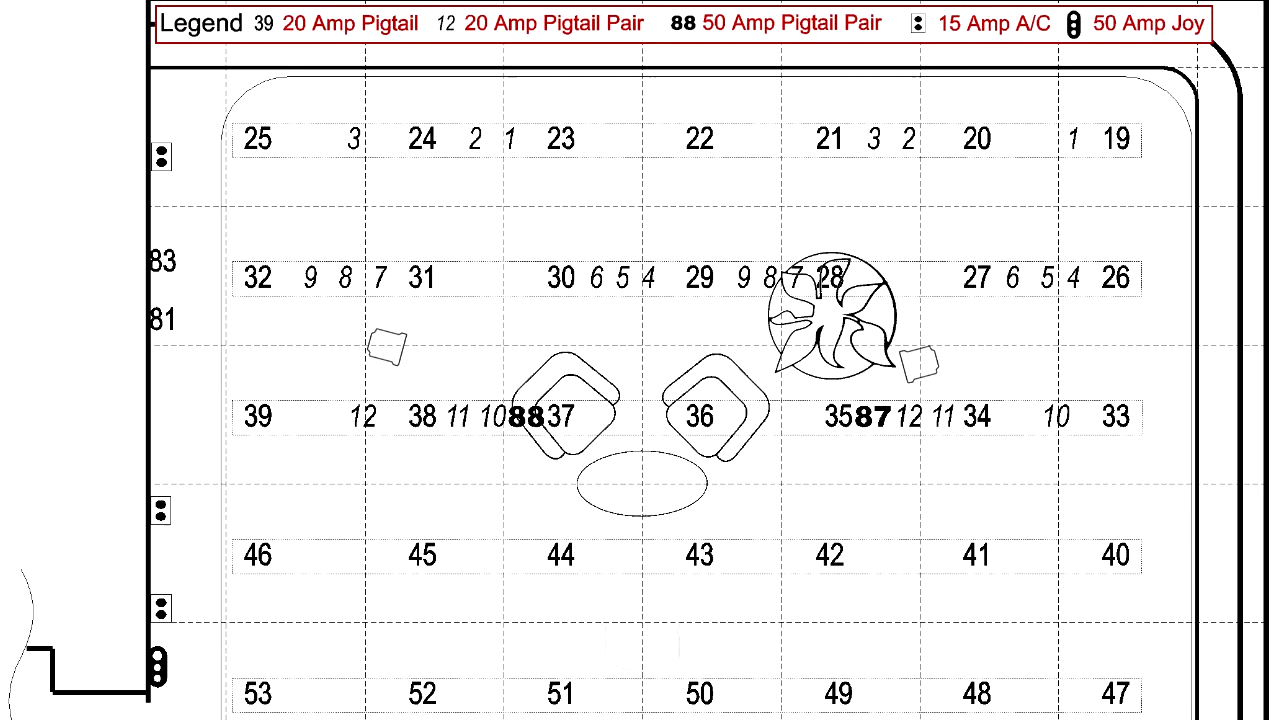 Legend 39 20 Amp Pigtail 12 20 Amp Pigtail Pair 88 50 Amp Pigtail Pair 15 Amp A/C 50 Amp Joy
25 3 24 2 1 23 22 21 3 2 20 1 19
83
32 9 8 7 31 30 6 5 4 29 9 8 7 28 27 6 5 4 26
81
39 12 38 11 10 88 37 36 35 87 12 11 34 10 33
46 45 44 43 42 41 40
53 52 51 50 49 48 47